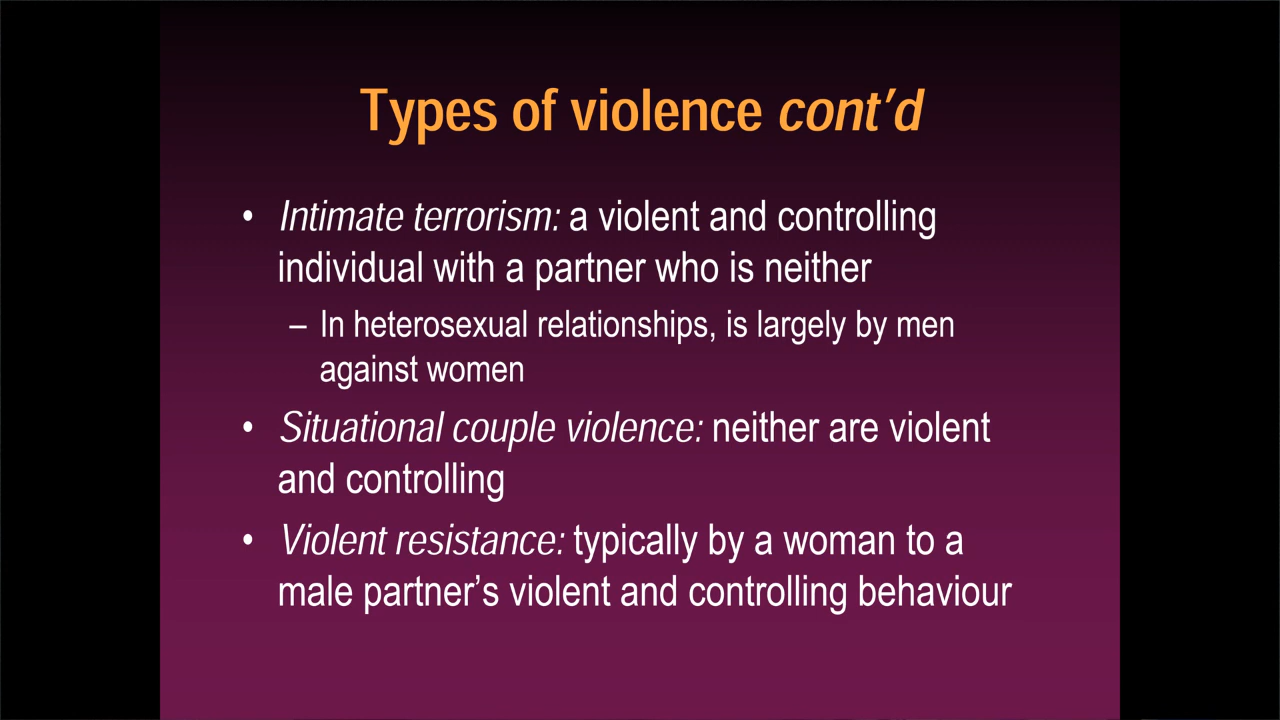 Types of violence cont’d
• Intimate terrorism: a violent and controlling
individual with a partner who is neither
– In heterosexual relationships, is largely by men
against women
• Situational couple violence: neither are violent
and controlling
• Violent resistance: typically by a woman to a
male partner’s violent and controlling behaviour